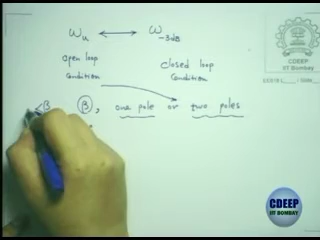 ωu ⟷ ω-3dB
open loop condition
closed loop condition
β β, one pole or two poles
CDEEP
IIT Bombay
CDEEP
IIT BOMBAY